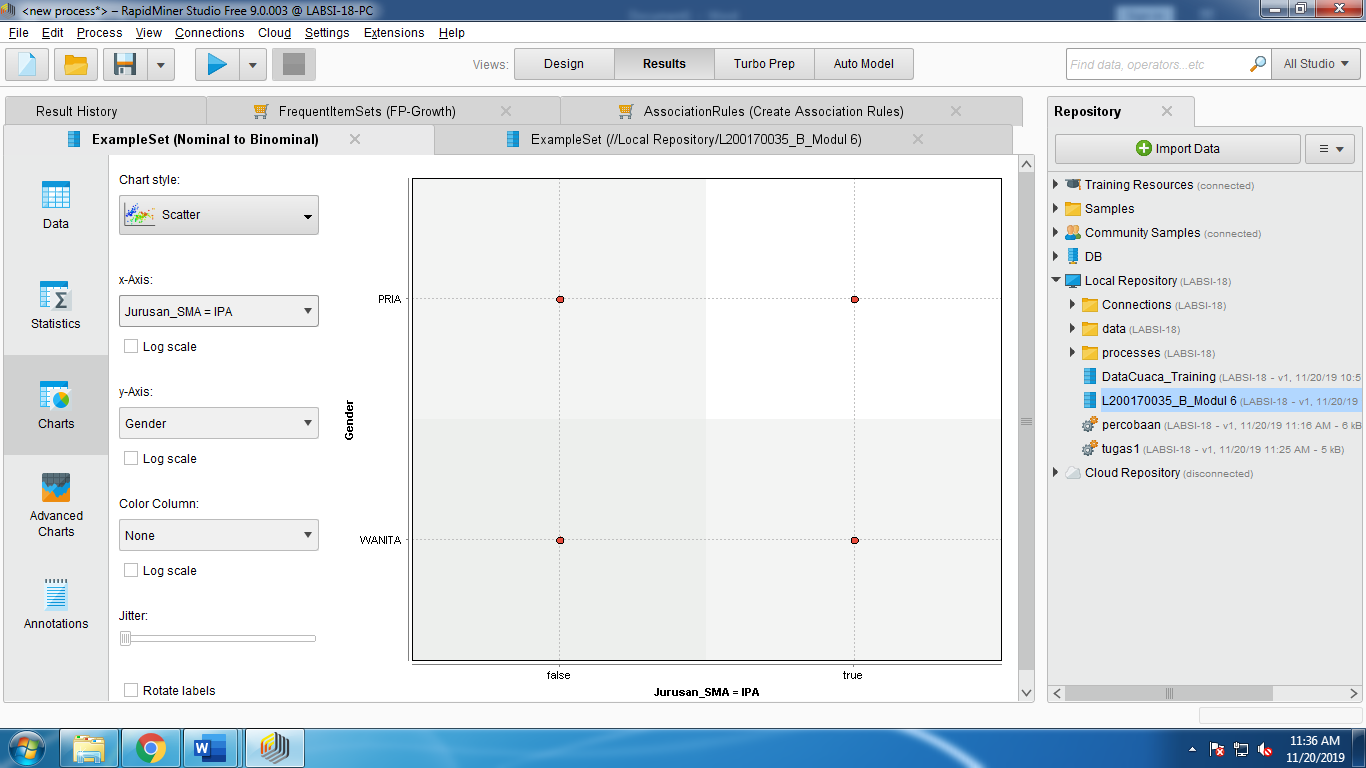 <new process*> – RapidMiner Studio Free 9.0.003 @ LABSI-18-PC
File Edit Process View Connections Cloud Settings Extensions Help
Views: Design Results Turbo Prep Auto Model
Find data, operators...etc
All Studio
Result History
FrequentItemSets (FP-Growth)
AssociationRules (Create Association Rules)
ExampleSet (Nominal to Binominal)
ExampleSet (//Local Repository/L200170035_B_Modul 6)
Data
Statistics
Charts
Advanced
Charts
Annotations
Chart style:
Scatter
x-Axis:
Jurusan_SMA = IPA
Log scale
y-Axis:
Gender
Log scale
Color Column:
None
Log scale
Jitter:
Rotate labels
Gender
PRIA
WANITA
false
true
Jurusan_SMA = IPA
Repository
Import Data
Training Resources (connected)
Samples
Community Samples (connected)
DB
Local Repository (LABSI-18)
Connections (LABSI-18)
data (LABSI-18)
processes (LABSI-18)
DataCuaca_Training (LABSI-18 - v1, 11/20/19 10:5
L200170035_B_Modul 6 (LABSI-18 - v1, 11/20/19
percobaan (LABSI-18 - v1, 11/20/19 11:16 AM - 6 kB
tugas1 (LABSI-18 - v1, 11/20/19 11:25 AM - 5 kB)
Cloud Repository (disconnected)
11:36 AM
11/20/2019